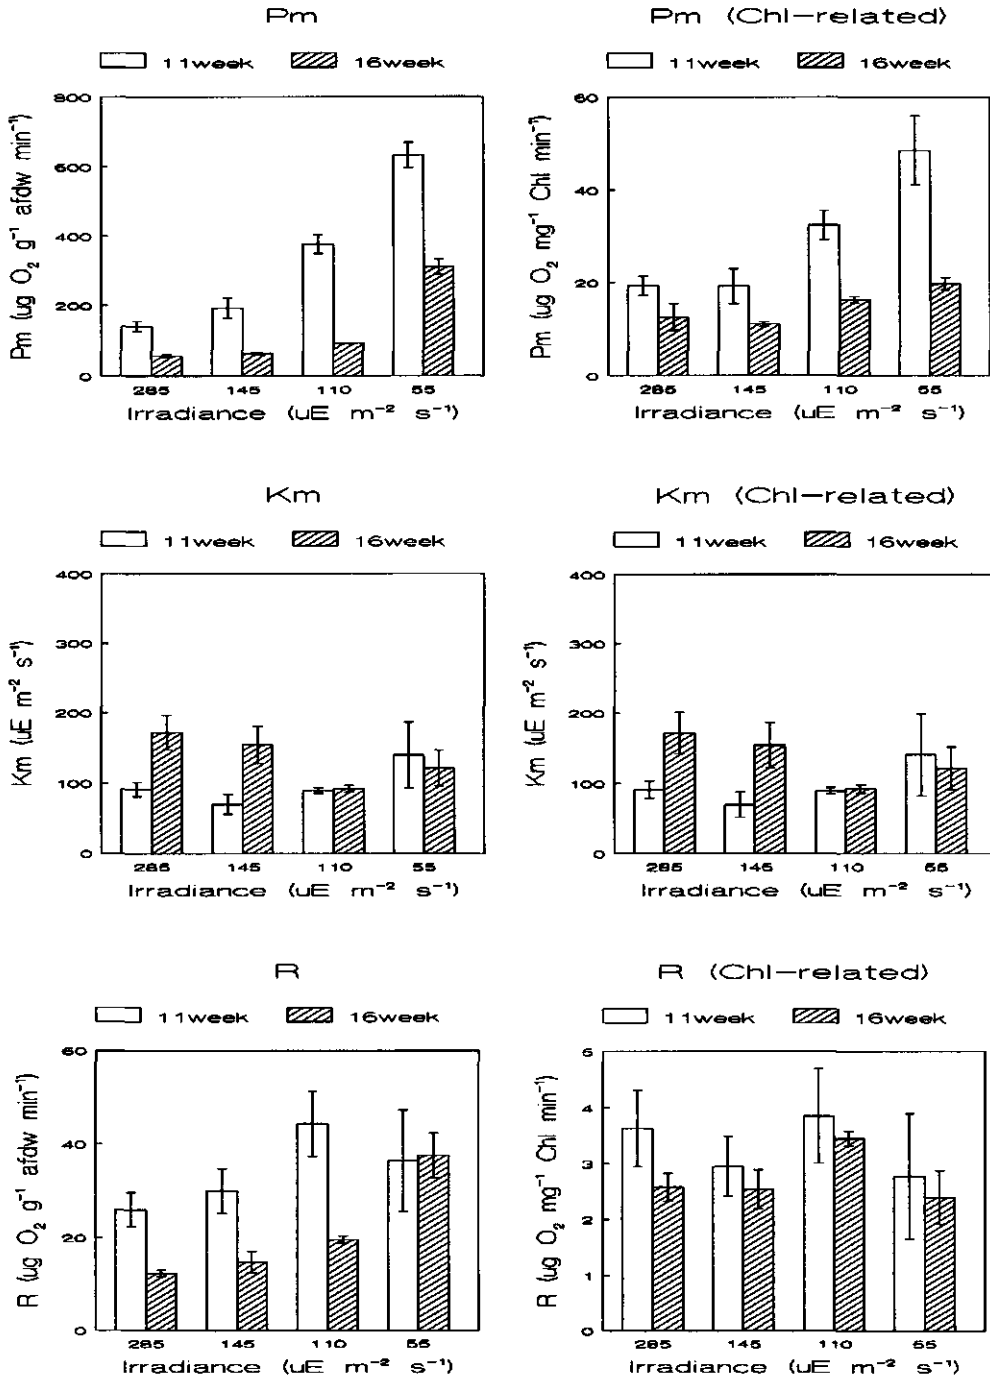 Pm
11week 16week
Pm (ug O₂ g⁻¹ afdw min⁻¹)
800
600
400
200
0
285 145 110 55
Irradiance (uE m⁻² s⁻¹)
Pm (Chl-related)
11week 16week
Pm (ug O₂ mg⁻¹ Chl min⁻¹)
60
40
20
0
285 145 110 55
Irradiance (uE m⁻² s⁻¹)
Km
11week 16week
Km (uE m⁻² s⁻¹)
400
300
200
100
0
285 145 110 55
Irradiance (uE m⁻² s⁻¹)
Km (Chl-related)
11week 16week
Km (uE m⁻² s⁻¹)
400
300
200
100
0
285 145 110 55
Irradiance (uE m⁻² s⁻¹)
R
11week 16week
R (ug O₂ g⁻¹ afdw min⁻¹)
60
40
20
0
285 145 110 55
Irradiance (uE m⁻² s⁻¹)
R (Chl-related)
11week 16week
R (ug O₂ mg⁻¹ Chl min⁻¹)
5
4
3
2
1
0
285 145 110 55
Irradiance (uE m⁻² s⁻¹)